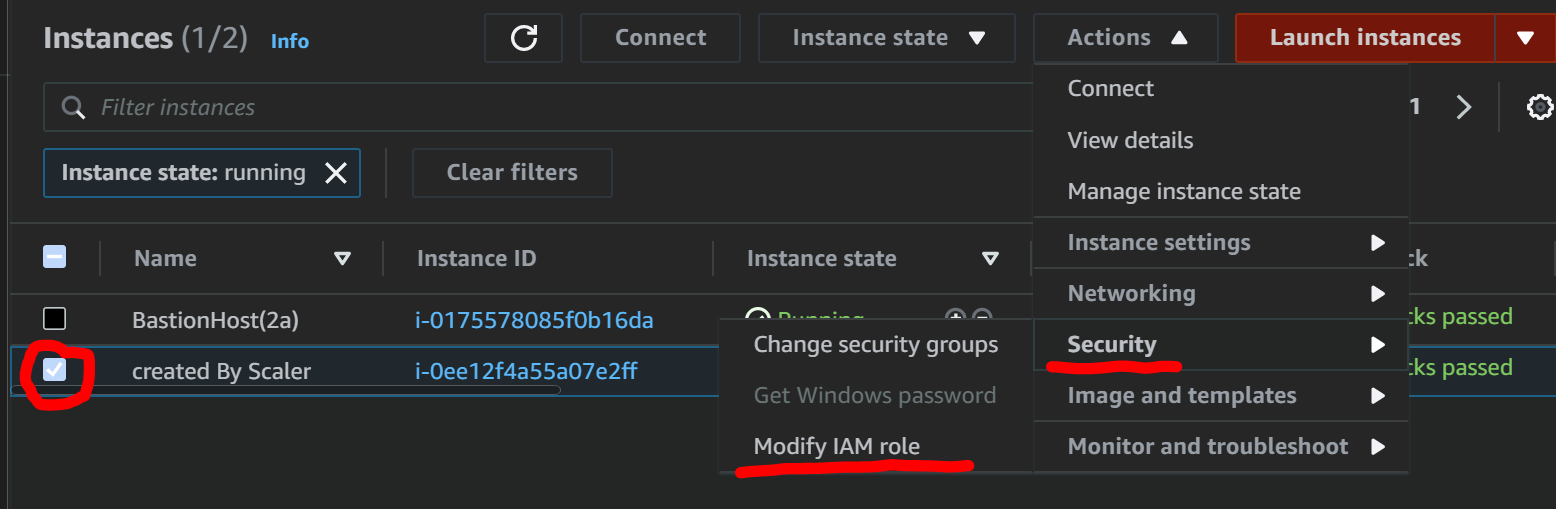 Instances (1/2) Info Connect Instance state Actions Launch instances
Filter instances 1
Connect
View details
Manage instance state
Instance settings
Networking
Security
Image and templates
Monitor and troubleshoot
Instance state: running Clear filters
Name Instance ID Instance state ck
BastionHost(2a) i-0175578085f0b16da Running cks passed
created By Scaler i-0ee12f4a55a07e2ff cks passed
Change security groups
Get Windows password
Modify IAM role